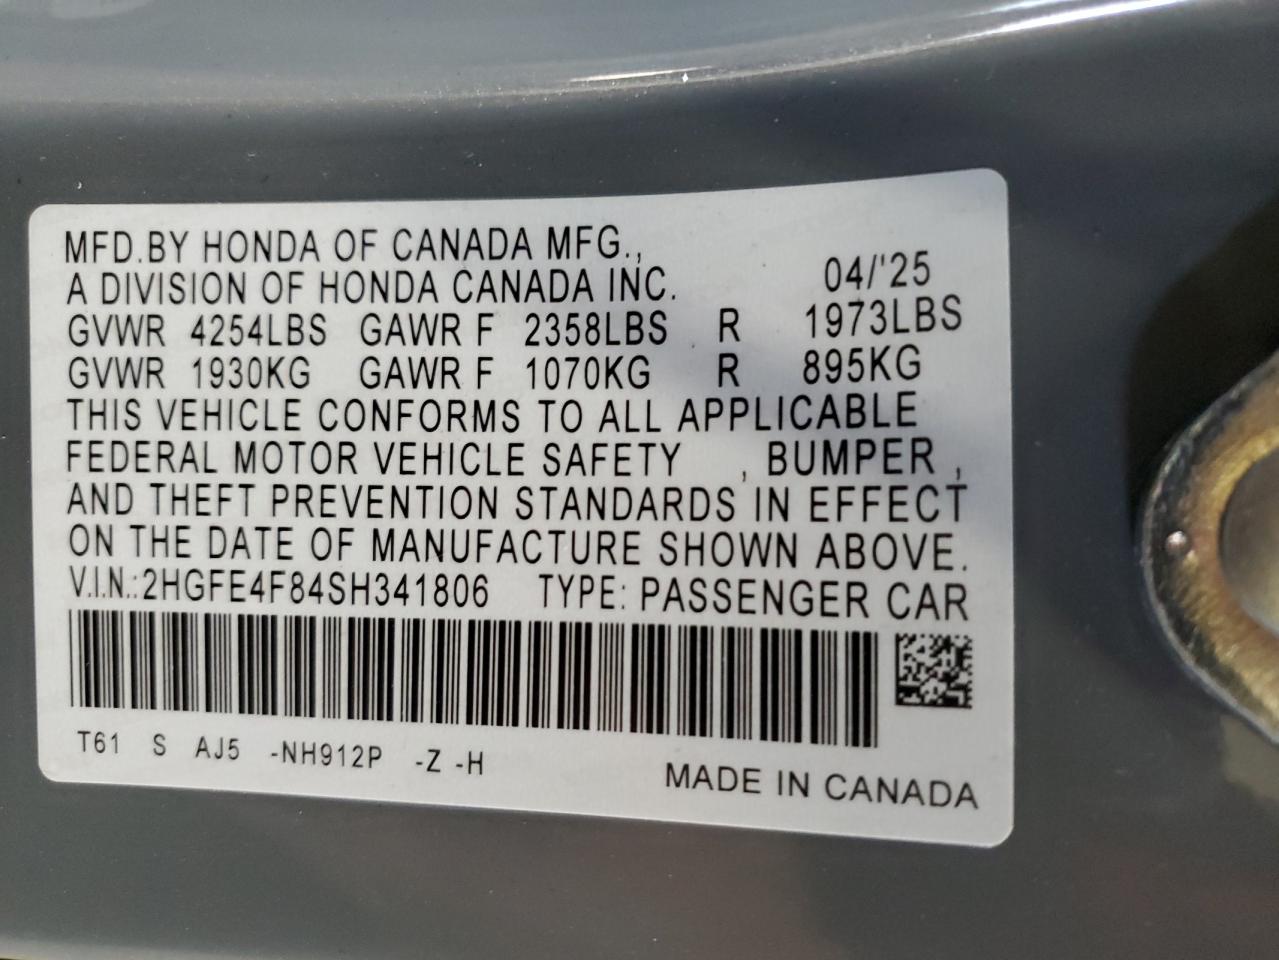 MFD.BY HONDA OF CANADA MFG.,
A DIVISION OF HONDA CANADA INC. 04/'25
GVWR 4254LBS GAWR F 2358LBS R 1973LBS
GVWR 1930KG GAWR F 1070KG R 895KG
THIS VEHICLE CONFORMS TO ALL APPLICABLE
FEDERAL MOTOR VEHICLE SAFETY , BUMPER ,
AND THEFT PREVENTION STANDARDS IN EFFECT
ON THE DATE OF MANUFACTURE SHOWN ABOVE.
V.I.N.:2HGFE4F84SH341806 TYPE: PASSENGER CAR
T61 S AJ5 -NH912P -Z -H
MADE IN CANADA